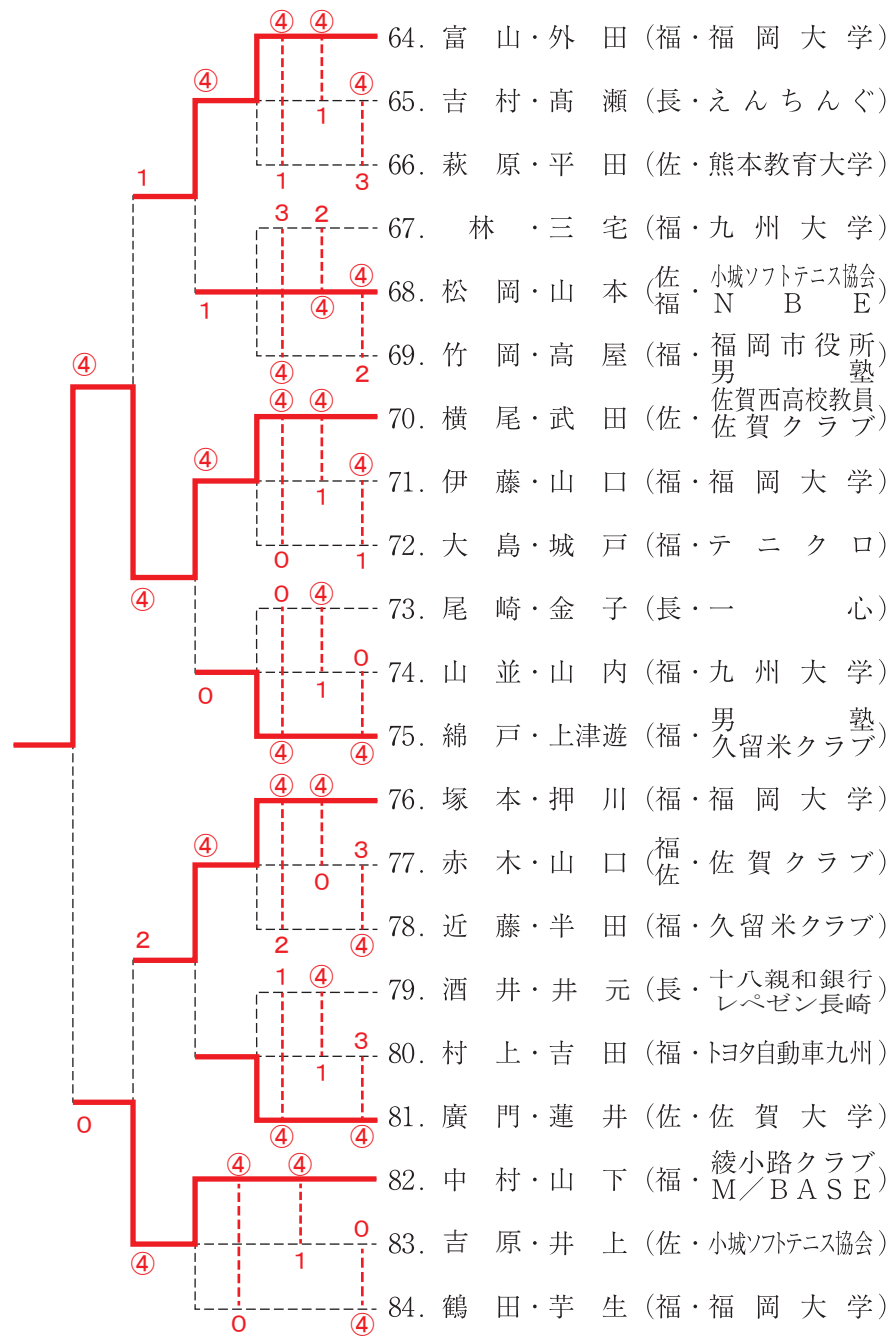 ④ ④
64. 富山・外田 (福・福岡大学)
④ ④
65. 吉村・髙瀬 (長・えんちんぐ)
1
66. 萩原・平田 (佐・熊本教育大学)
1 1 3
3 2
67. 林・三宅 (福・九州大学)
④
68. 松岡・山本 (佐福・小城ソフトテニス協会 NBE)
1 ④
69. 竹岡・高屋 (福・福岡市役所 男塾)
④ ④ 2
④ ④
70. 横尾・武田 (佐・佐賀西高校教員 佐賀クラブ)
④ ④
71. 伊藤・山口 (福・福岡大学)
1
72. 大島・城戸 (福・テニクロ)
0 1
④ 0 ④
73. 尾崎・金子 (長・一心)
0
74. 山並・山内 (福・九州大学)
0 1
75. 綿戸・上津遊 (福・男塾 久留米クラブ)
④ ④
④ ④
76. 塚本・押川 (福・福岡大学)
④ 3
77. 赤木・山口 (福佐・佐賀クラブ)
0
78. 近藤・半田 (福・久留米クラブ)
2 2 ④
1 ④
79. 酒井・井元 (長・十八親和銀行 レペゼン長崎)
3
80. 村上・吉田 (福・トヨタ自動車九州)
1
81. 廣門・蓮井 (佐・佐賀大学)
0 ④ ④
④ ④
82. 中村・山下 (福・綾小路クラブ M／BASE)
0
83. 吉原・井上 (佐・小城ソフトテニス協会)
④ 1
84. 鶴田・芋生 (福・福岡大学)
0 ④